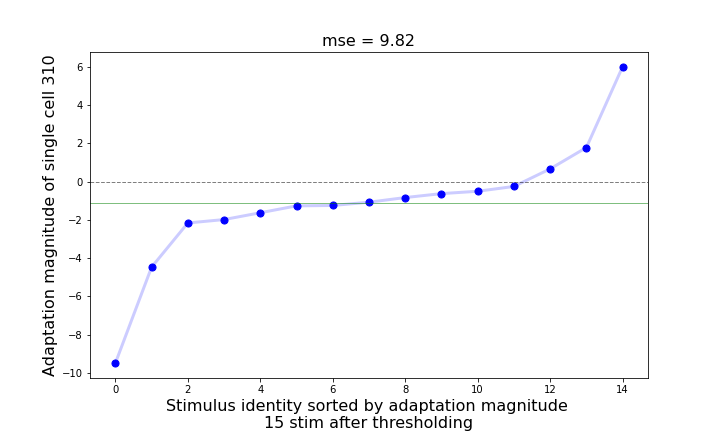 mse = 9.82
Adaptation magnitude of single cell 310
6
4
2
0
−2
−4
−6
−8
−10
0 2 4 6 8 10 12 14
Stimulus identity sorted by adaptation magnitude
15 stim after thresholding